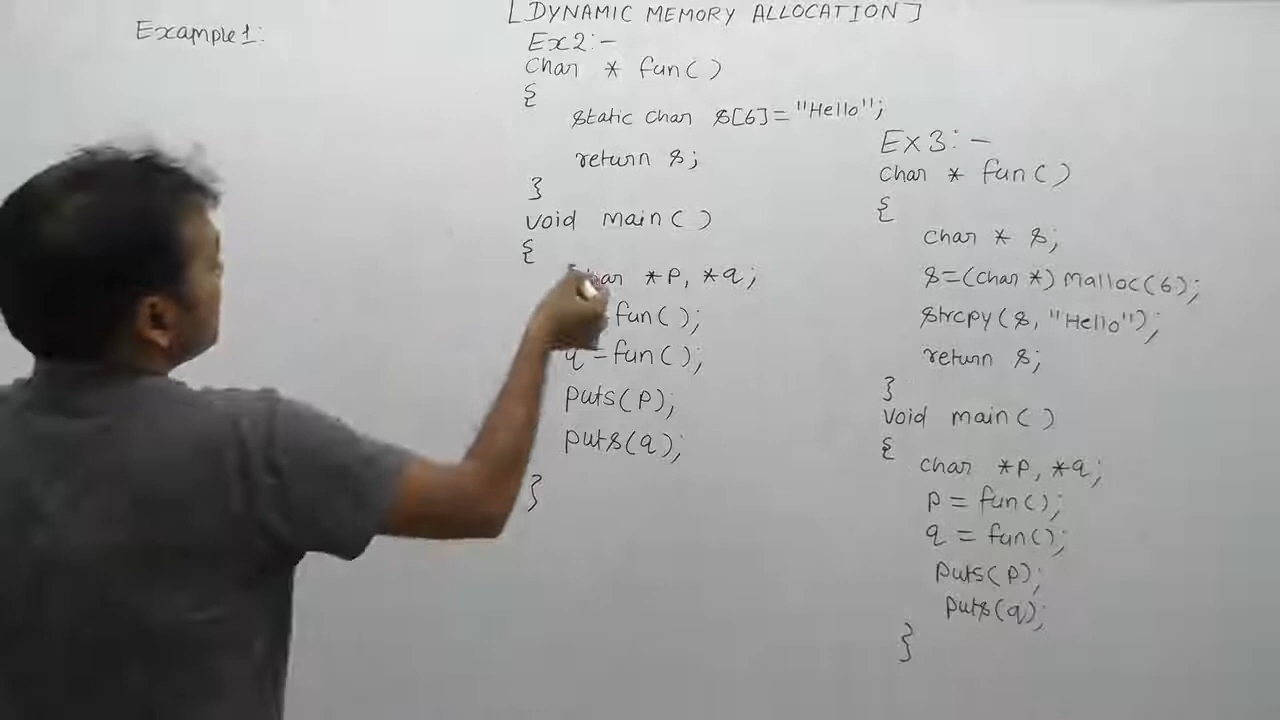 [DYNAMIC MEMORY ALLOCATION]
Example1:
Ex2:-
Char * fun()
{
static char s[6]="Hello";
return s;
}
void main()
{
char *p, *q;
fun();
q=fun();
puts(p);
puts(q);
}
Ex3:-
char * fun()
{
char * s;
s=(char *)malloc(6);
strcpy(s,"Hello");
return s;
}
void main()
{
char *p, *q;
p = fun();
q = fun();
puts(p);
puts(q);
}